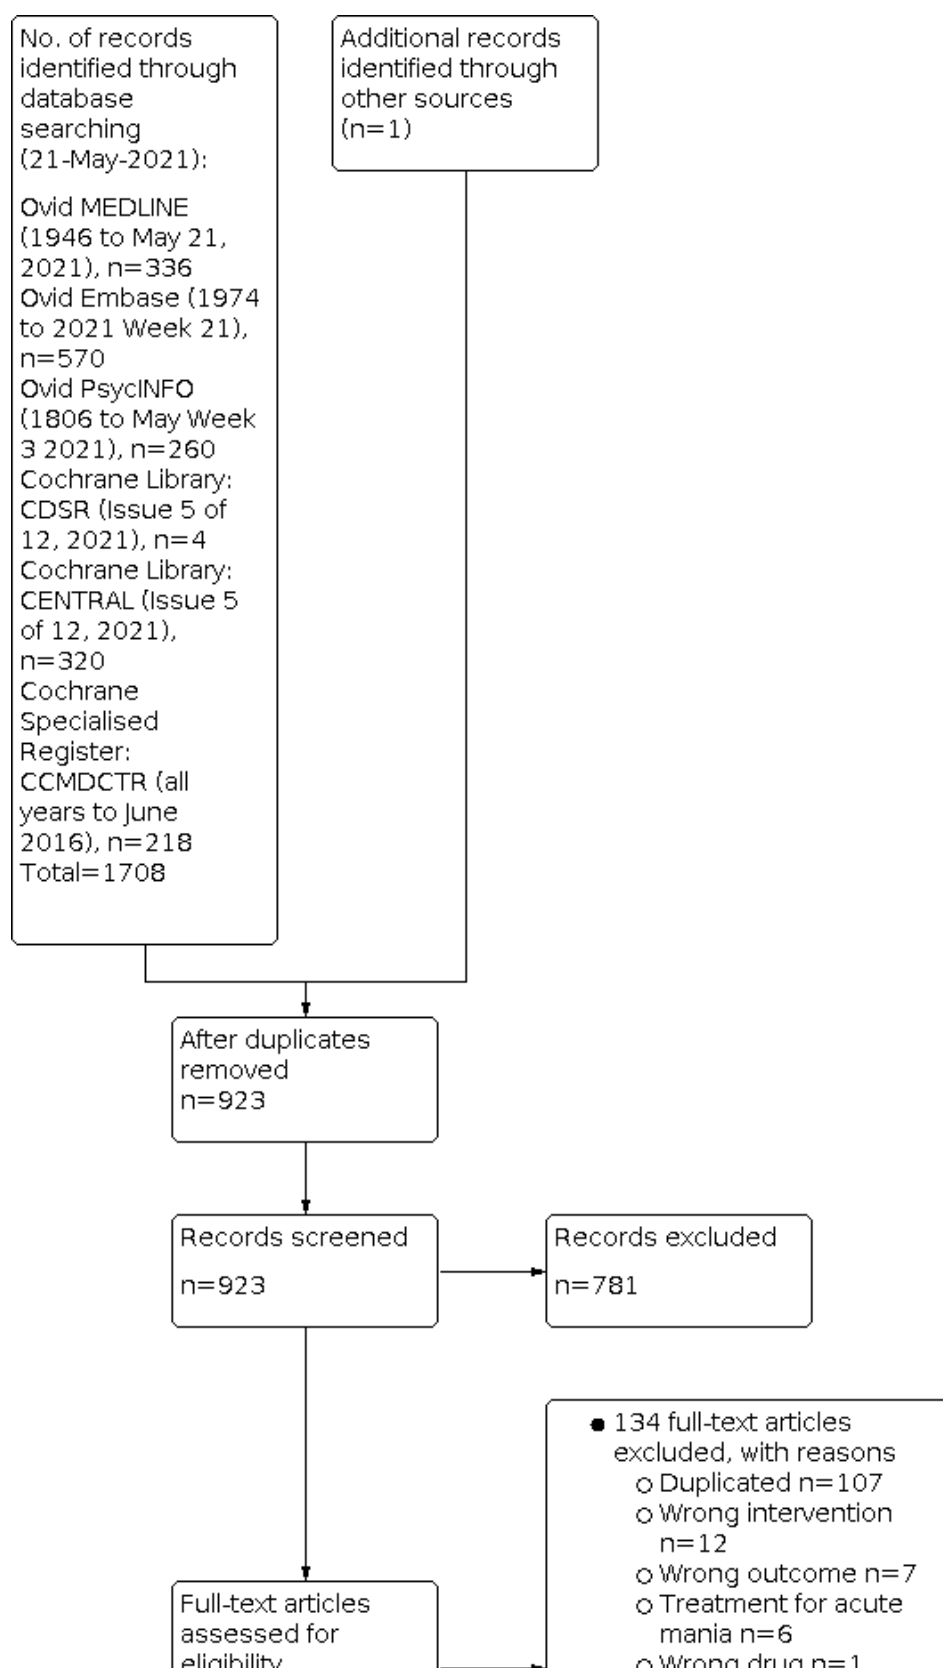 No. of records
identified through
database
searching
(21-May-2021):
Ovid MEDLINE
(1946 to May 21,
2021), n=336
Ovid Embase (1974
to 2021 Week 21),
n=570
Ovid PsycINFO
(1806 to May Week
3 2021), n=260
Cochrane Library:
CDSR (Issue 5 of
12, 2021), n=4
Cochrane Library:
CENTRAL (Issue 5
of 12, 2021),
n=320
Cochrane
Specialised
Register:
CCMDCTR (all
years to June
2016), n=218
Total=1708
Additional records
identified through
other sources
(n=1)
After duplicates
removed
n=923
Records screened
n=923
Records excluded
n=781
Full-text articles
assessed for
eligibility
● 134 full-text articles
excluded, with reasons
○ Duplicated n=107
○ Wrong intervention
n=12
○ Wrong outcome n=7
○ Treatment for acute
mania n=6
○ Wrong drug n=1